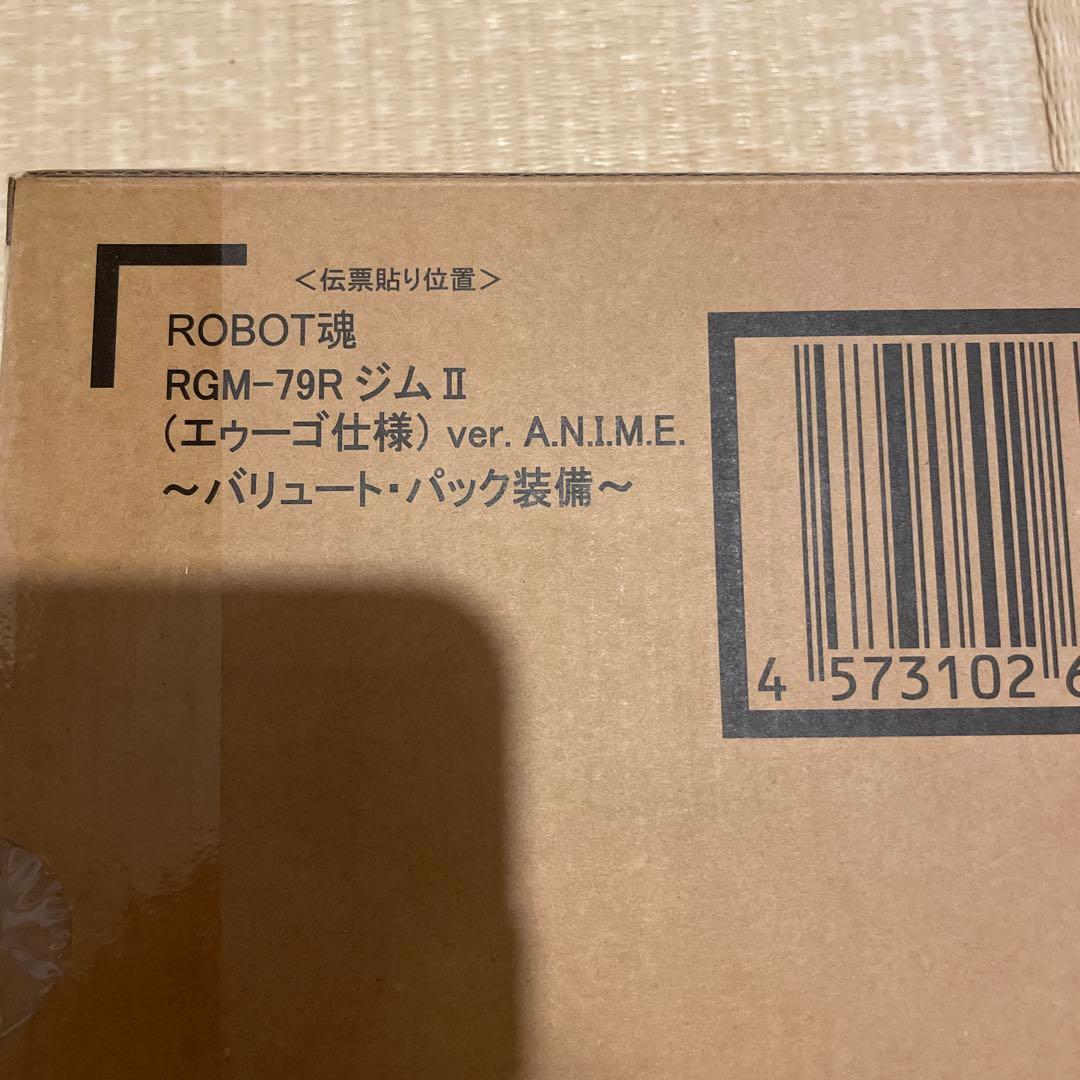 ＜伝票貼り位置＞
ROBOT魂
RGM-79R ジムⅡ
（エゥーゴ仕様） ver. A.N.I.M.E.
～バリュート・パック装備～
4 573102